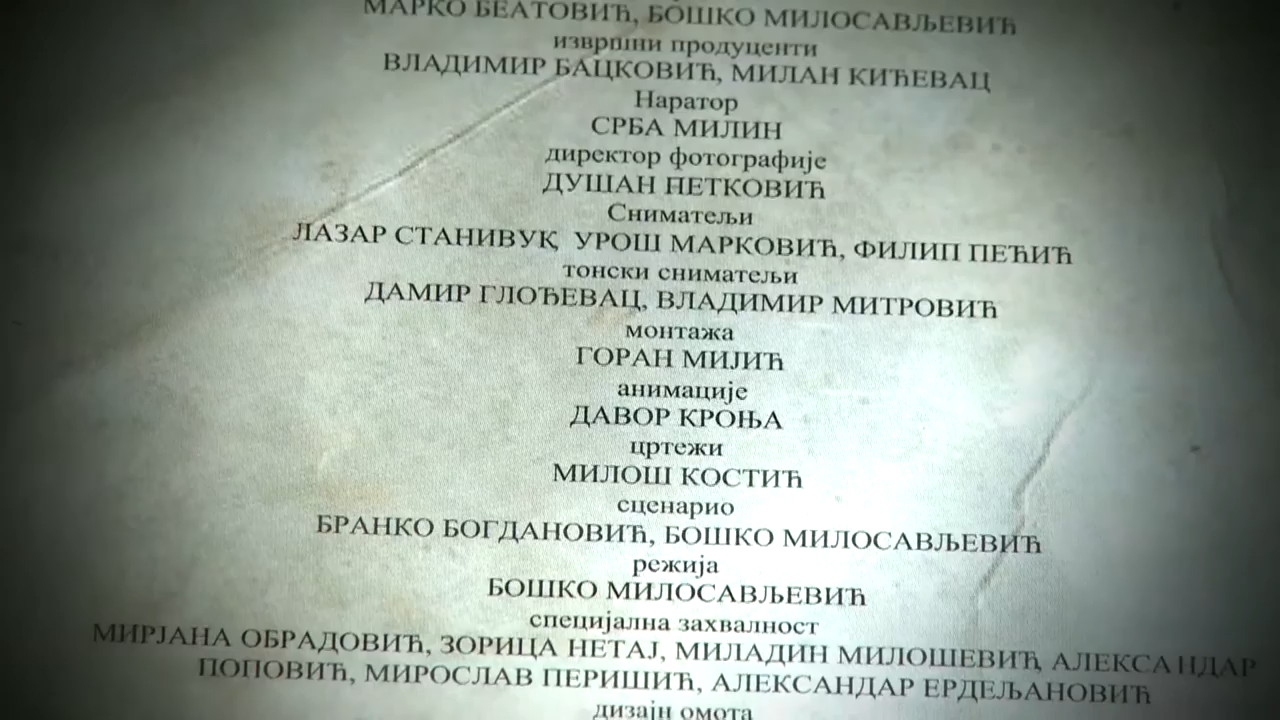 МАРКО БЕАТОВИЋ, БОШКО МИЛОСАВЉЕВИЋ
извршни продуценти
ВЛАДИМИР БАЦКОВИЋ, МИЛАН КИЋЕВАЦ
Наратор
СРБА МИЛИН
директор фотографије
ДУШАН ПЕТКОВИЋ
Сниматељи
ЛАЗАР СТАНИВУК, УРОШ МАРКОВИЋ, ФИЛИП ПЕЋИЋ
тонски сниматељи
ДАМИР ГЛОЂЕВАЦ, ВЛАДИМИР МИТРОВИЋ
монтажа
ГОРАН МИЈИЋ
анимације
ДАВОР КРОЊА
цртежи
МИЛОШ КОСТИЋ
сценарио
БРАНКО БОГДАНОВИЋ, БОШКО МИЛОСАВЉЕВИЋ
режија
БОШКО МИЛОСАВЉЕВИЋ
специјална захвалност
МИРЈАНА ОБРАДОВИЋ, ЗОРИЦА НЕТАЈ, МИЛАДИН МИЛОШЕВИЋ, АЛЕКСАНДАР
ПОПОВИЋ, МИРОСЛАВ ПЕРИШИЋ, АЛЕКСАНДАР ЕРДЕЉАНОВИЋ
дизајн омота